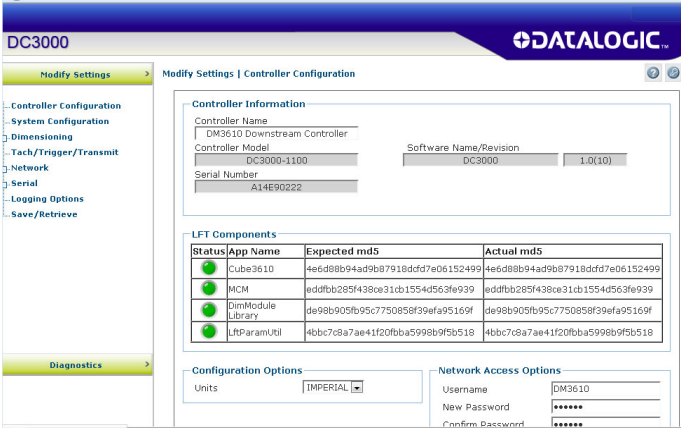 DC3000
DATALOGIC™
Modify Settings >
Modify Settings | Controller Configuration
Controller Configuration
System Configuration
Dimensioning
Tach/Trigger/Transmit
Network
Serial
Logging Options
Save/Retrieve
Diagnostics >
Controller Information
Controller Name
DM3610 Downstream Controller
Controller Model Software Name/Revision
DC3000-1100 DC3000 1.0(10)
Serial Number
A14E90222
LFT Components
Status App Name Expected md5 Actual md5
Cube3610 4e6d88b94ad9b87918dcfd7e06152499 4e6d88b94ad9b87918dcfd7e06152499
MCM eddfbb285f438ce31cb1554d563fe939 eddfbb285f438ce31cb1554d563fe939
DimModule
Library de98b905fb95c7750858f39efa95169f de98b905fb95c7750858f39efa95169f
LftParamUtil 4bbc7c8a7ae41f20fbba5998b9f5b518 4bbc7c8a7ae41f20fbba5998b9f5b518
Configuration Options
Units IMPERIAL
Network Access Options
Username DM3610
New Password ••••••
Confirm Password ••••••